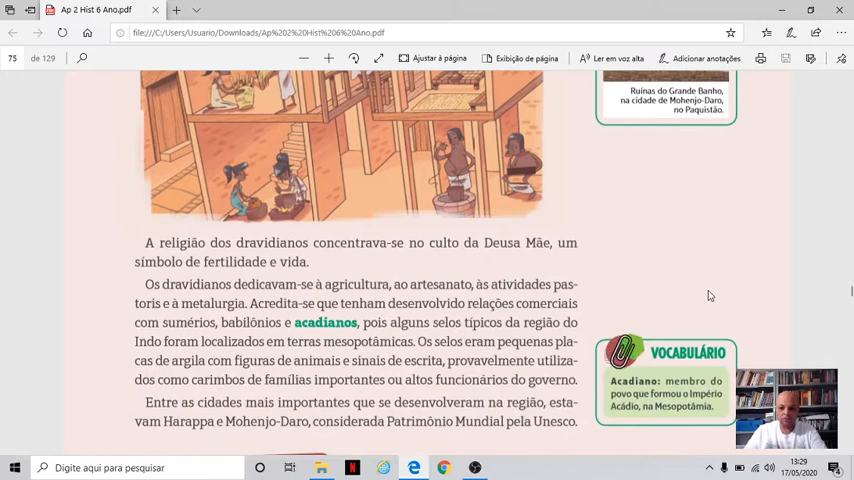 Ap 2 Hist 6 Ano.pdf
file:///C:/Users/Usuario/Downloads/Ap%202%20Hist%206%20Ano.pdf
75 de 129
Ajustar à página
Exibição de página
Ler em voz alta
Adicionar anotações
Ruínas do Grande Banho,
na cidade de Mohenjo-Daro,
no Paquistão.
A religião dos dravidianos concentrava-se no culto da Deusa Mãe, um
símbolo de fertilidade e vida.
Os dravidianos dedicavam-se à agricultura, ao artesanato, às atividades pas-
toris e à metalurgia. Acredita-se que tenham desenvolvido relações comerciais
com sumérios, babilônios e acadianos, pois alguns selos típicos da região do
Indo foram localizados em terras mesopotâmicas. Os selos eram pequenas pla-
cas de argila com figuras de animais e sinais de escrita, provavelmente utiliza-
dos como carimbos de famílias importantes ou altos funcionários do governo.
Entre as cidades mais importantes que se desenvolveram na região, esta-
vam Harappa e Mohenjo-Daro, considerada Patrimônio Mundial pela Unesco.
VOCABULÁRIO
Acadiano: membro do
povo que formou o Império
Acádio, na Mesopotâmia.
Digite aqui para pesquisar
13:29
17/05/2020
4